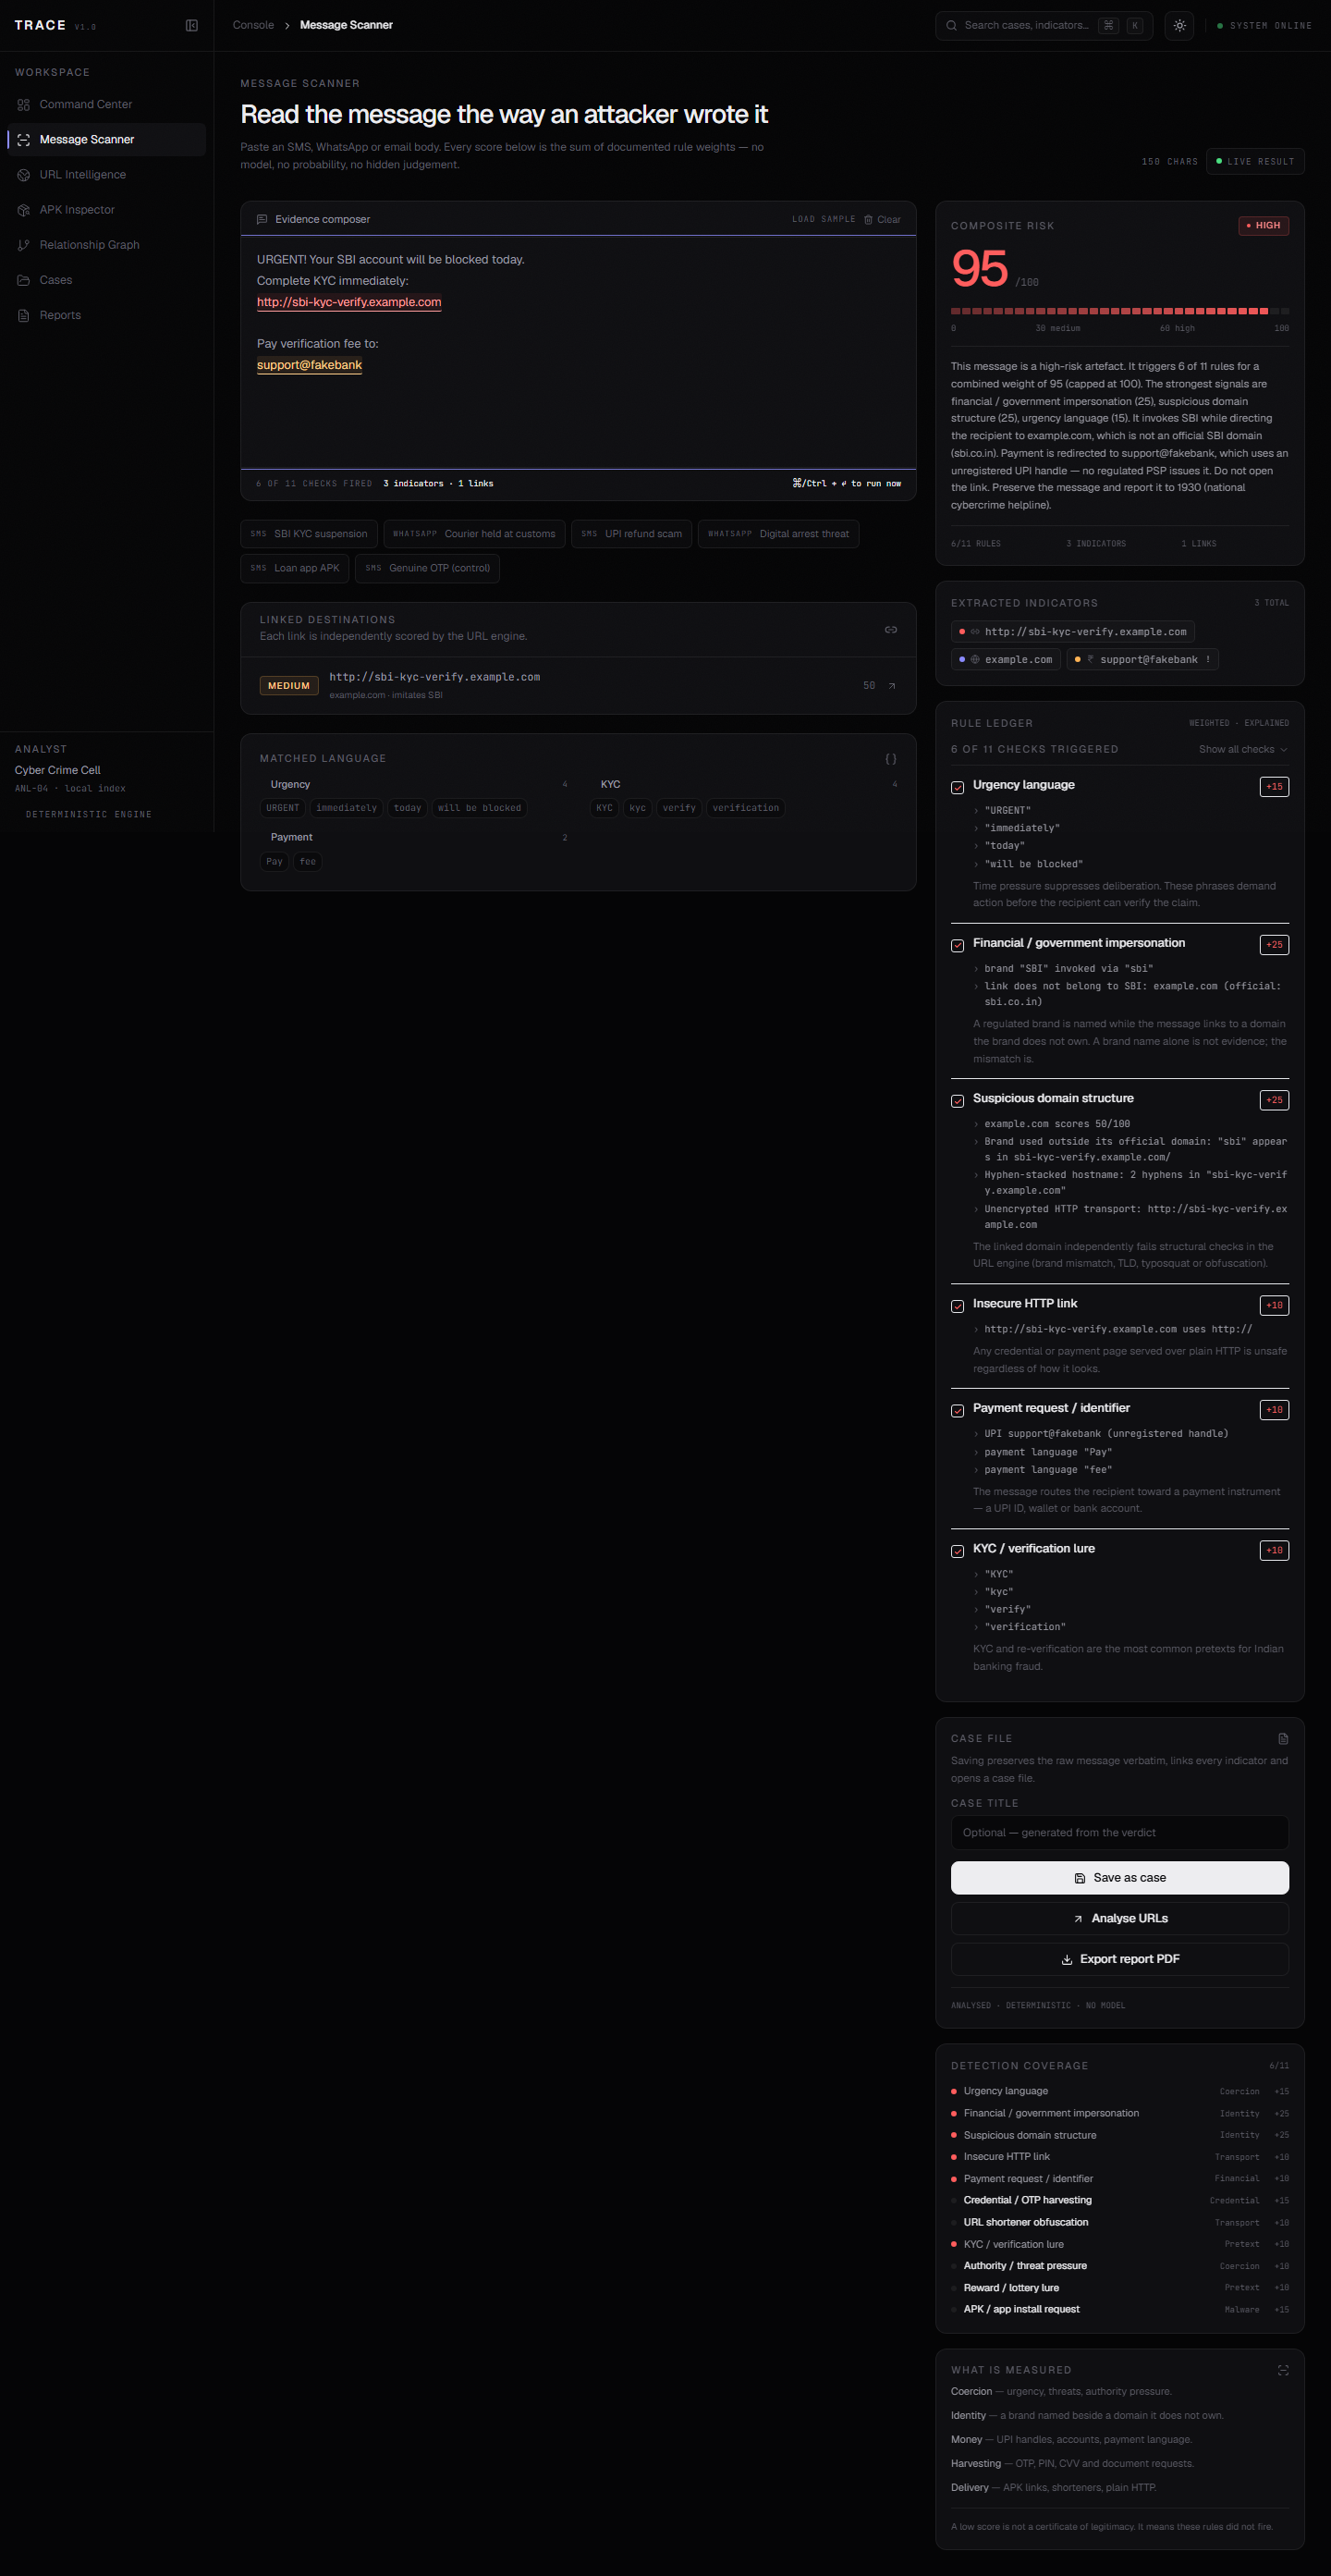 TRACE V1.0
WORKSPACE
Command Center
Message Scanner
URL Intelligence
APK Inspector
Relationship Graph
Cases
Reports
ANALYST
Cyber Crime Cell
ANL-04 · local index
DETERMINISTIC ENGINE
Console > Message Scanner
Search cases, indicators... ⌘ K
SYSTEM ONLINE
MESSAGE SCANNER
Read the message the way an attacker wrote it
Paste an SMS, WhatsApp or email body. Every score below is the sum of documented rule weights — no
model, no probability, no hidden judgement.
150 CHARS LIVE RESULT
Evidence composer LOAD SAMPLE Clear
URGENT! Your SBI account will be blocked today.
Complete KYC immediately:
http://sbi-kyc-verify.example.com
Pay verification fee to:
support@fakebank
6 OF 11 CHECKS FIRED 3 indicators · 1 links ⌘/Ctrl + ↵ to run now
SMS SBI KYC suspension WHATSAPP Courier held at customs SMS UPI refund scam WHATSAPP Digital arrest threat
SMS Loan app APK SMS Genuine OTP (control)
LINKED DESTINATIONS
Each link is independently scored by the URL engine.
MEDIUM http://sbi-kyc-verify.example.com 50
example.com · imitates SBI
MATCHED LANGUAGE { }
Urgency 4 KYC 4
URGENT immediately today will be blocked KYC kyc verify verification
Payment 2
Pay fee
COMPOSITE RISK HIGH
95 /100
0 30 medium 60 high 100
This message is a high-risk artefact. It triggers 6 of 11 rules for a
combined weight of 95 (capped at 100). The strongest signals are
financial / government impersonation (25), suspicious domain
structure (25), urgency language (15). It invokes SBI while directing
the recipient to example.com, which is not an official SBI domain
(sbi.co.in). Payment is redirected to support@fakebank, which uses an
unregistered UPI handle — no regulated PSP issues it. Do not open
the link. Preserve the message and report it to 1930 (national
cybercrime helpline).
6/11 RULES 3 INDICATORS 1 LINKS
EXTRACTED INDICATORS 3 TOTAL
http://sbi-kyc-verify.example.com
example.com ₹ support@fakebank !
RULE LEDGER WEIGHTED · EXPLAINED
6 OF 11 CHECKS TRIGGERED Show all checks
Urgency language +15
› "URGENT"
› "immediately"
› "today"
› "will be blocked"
Time pressure suppresses deliberation. These phrases demand
action before the recipient can verify the claim.
Financial / government impersonation +25
› brand "SBI" invoked via "sbi"
› link does not belong to SBI: example.com (official:
sbi.co.in)
A regulated brand is named while the message links to a domain
the brand does not own. A brand name alone is not evidence; the
mismatch is.
Suspicious domain structure +25
› example.com scores 50/100
› Brand used outside its official domain: "sbi" appear
s in sbi-kyc-verify.example.com/
› Hyphen-stacked hostname: 2 hyphens in "sbi-kyc-verif
y.example.com"
› Unencrypted HTTP transport: http://sbi-kyc-verify.ex
ample.com
The linked domain independently fails structural checks in the
URL engine (brand mismatch, TLD, typosquat or obfuscation).
Insecure HTTP link +10
› http://sbi-kyc-verify.example.com uses http://
Any credential or payment page served over plain HTTP is unsafe
regardless of how it looks.
Payment request / identifier +10
› UPI support@fakebank (unregistered handle)
› payment language "Pay"
› payment language "fee"
The message routes the recipient toward a payment instrument
— a UPI ID, wallet or bank account.
KYC / verification lure +10
› "KYC"
› "kyc"
› "verify"
› "verification"
KYC and re-verification are the most common pretexts for Indian
banking fraud.
CASE FILE
Saving preserves the raw message verbatim, links every indicator and
opens a case file.
CASE TITLE
Optional — generated from the verdict
Save as case
Analyse URLs
Export report PDF
ANALYSED · DETERMINISTIC · NO MODEL
DETECTION COVERAGE 6/11
Urgency language Coercion +15
Financial / government impersonation Identity +25
Suspicious domain structure Identity +25
Insecure HTTP link Transport +10
Payment request / identifier Financial +10
Credential / OTP harvesting Credential +15
URL shortener obfuscation Transport +10
KYC / verification lure Pretext +10
Authority / threat pressure Coercion +10
Reward / lottery lure Pretext +10
APK / app install request Malware +15
WHAT IS MEASURED
Coercion — urgency, threats, authority pressure.
Identity — a brand named beside a domain it does not own.
Money — UPI handles, accounts, payment language.
Harvesting — OTP, PIN, CVV and document requests.
Delivery — APK links, shorteners, plain HTTP.
A low score is not a certificate of legitimacy. It means these rules did not fire.